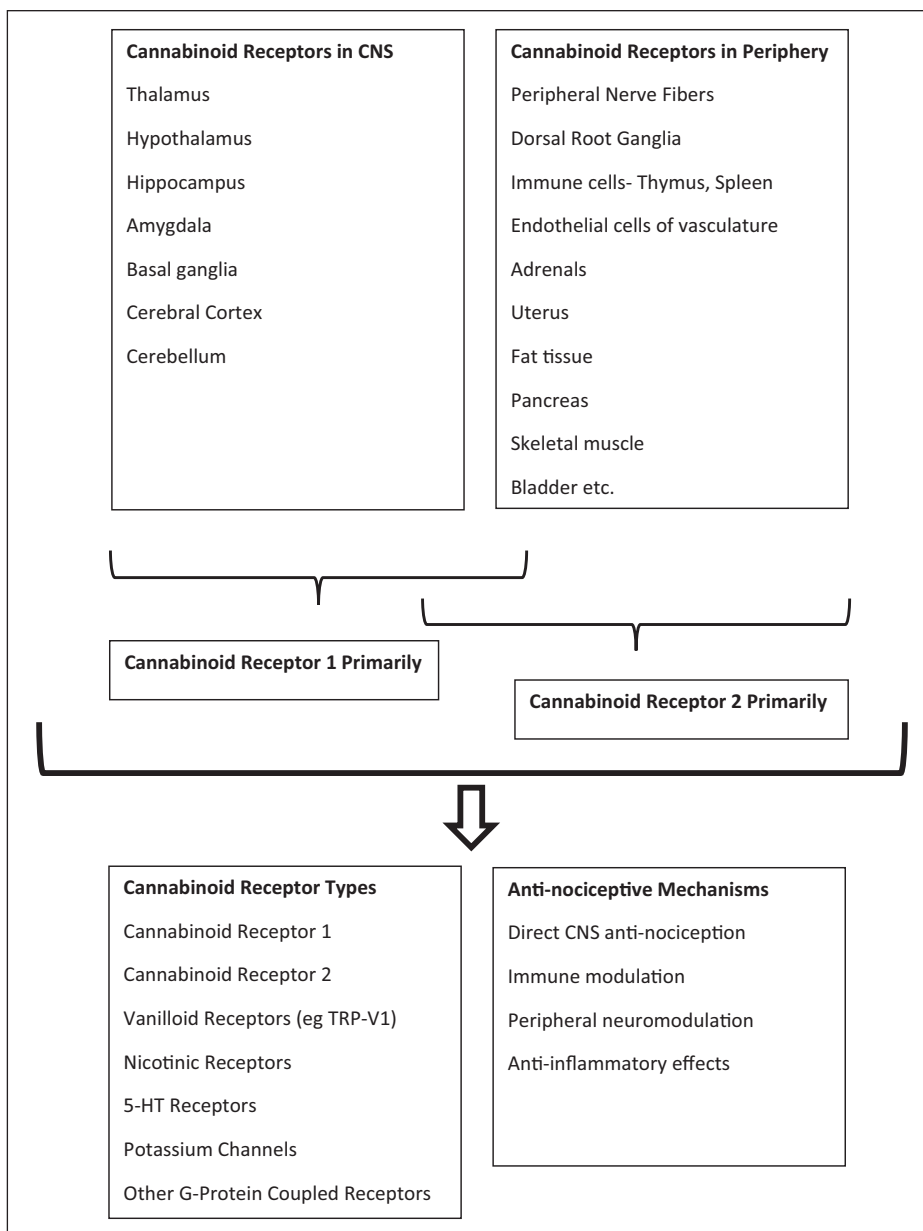 Cannabinoid Receptors in CNS
Thalamus
Hypothalamus
Hippocampus
Amygdala
Basal ganglia
Cerebral Cortex
Cerebellum
Cannabinoid Receptors in Periphery
Peripheral Nerve Fibers
Dorsal Root Ganglia
Immune cells- Thymus, Spleen
Endothelial cells of vasculature
Adrenals
Uterus
Fat tissue
Pancreas
Skeletal muscle
Bladder etc.
Cannabinoid Receptor 1 Primarily
Cannabinoid Receptor 2 Primarily
Cannabinoid Receptor Types
Cannabinoid Receptor 1
Cannabinoid Receptor 2
Vanilloid Receptors (eg TRP-V1)
Nicotinic Receptors
5-HT Receptors
Potassium Channels
Other G-Protein Coupled Receptors
Anti-nociceptive Mechanisms
Direct CNS anti-nociception
Immune modulation
Peripheral neuromodulation
Anti-inflammatory effects